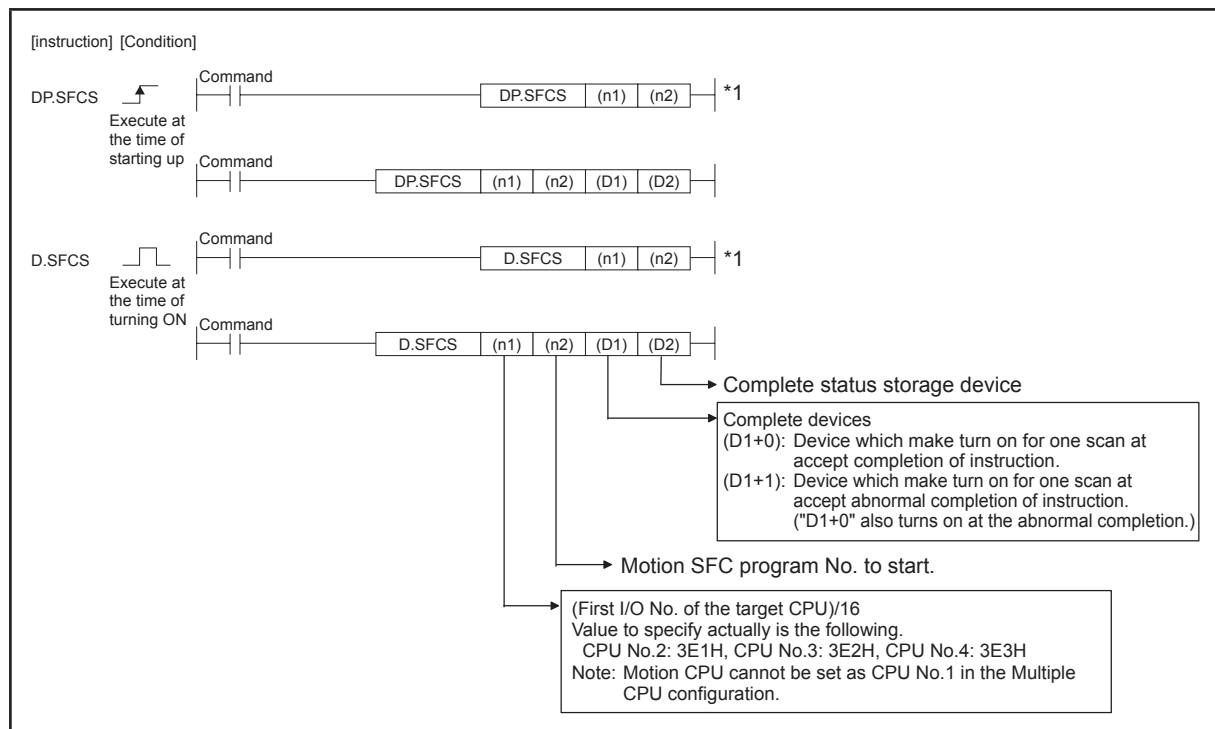 [instruction] [Condition]
Command
DP.SFCS
DP.SFCS (n1) (n2) *1
Execute at
the time of
starting up
Command
DP.SFCS (n1) (n2) (D1) (D2)
Command
D.SFCS
D.SFCS (n1) (n2) *1
Execute at
the time of
turning ON
Command
D.SFCS (n1) (n2) (D1) (D2)
Complete status storage device
Complete devices
(D1+0): Device which make turn on for one scan at
accept completion of instruction.
(D1+1): Device which make turn on for one scan at
accept abnormal completion of instruction.
("D1+0" also turns on at the abnormal completion.)
Motion SFC program No. to start.
(First I/O No. of the target CPU)/16
Value to specify actually is the following.
CPU No.2: 3E1H, CPU No.3: 3E2H, CPU No.4: 3E3H
Note: Motion CPU cannot be set as CPU No.1 in the Multiple
CPU configuration.